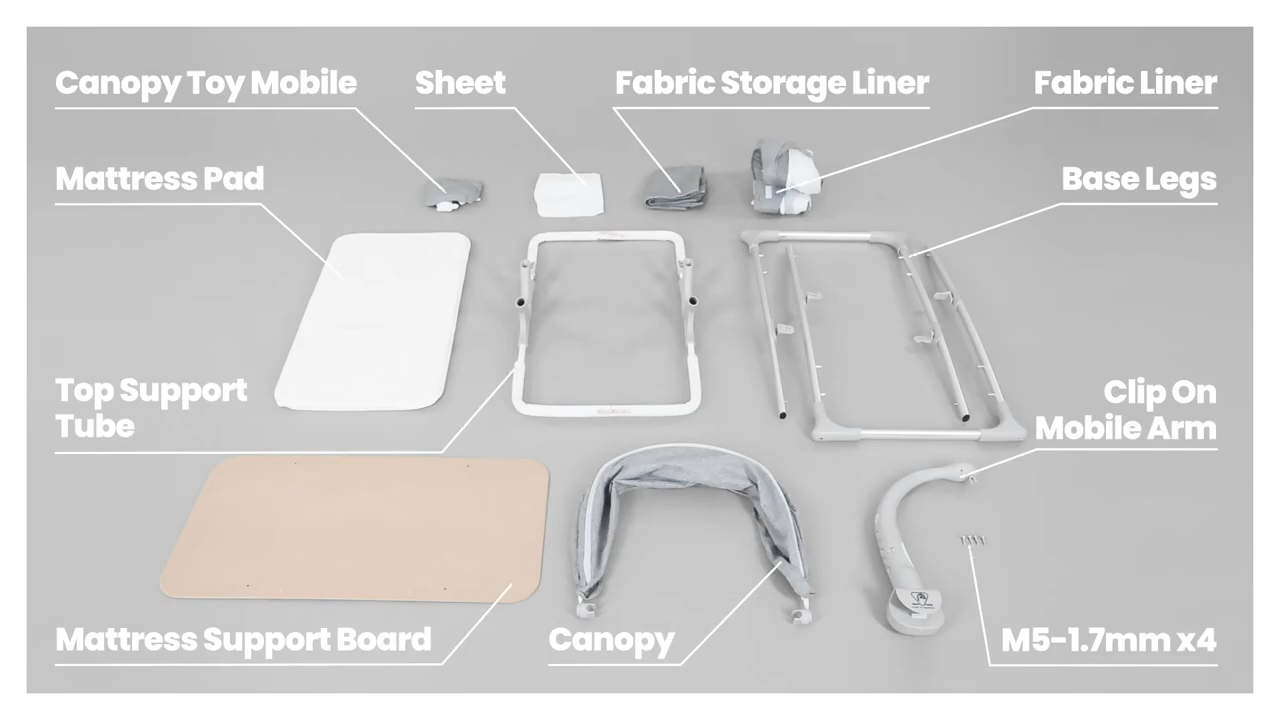 Canopy Toy Mobile
Sheet
Fabric Storage Liner
Fabric Liner
Mattress Pad
Base Legs
Top Support
Tube
Clip On
Mobile Arm
Mattress Support Board
Canopy
M5-1.7mm x4